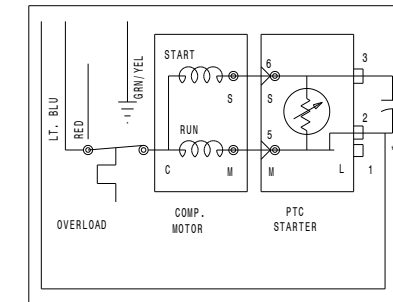 START
6
3
GRN/YEL
LT. BLU
RED
S
S
RUN
5
2
C
M
M
L
1
OVERLOAD
COMP.
MOTOR
PTC
STARTER